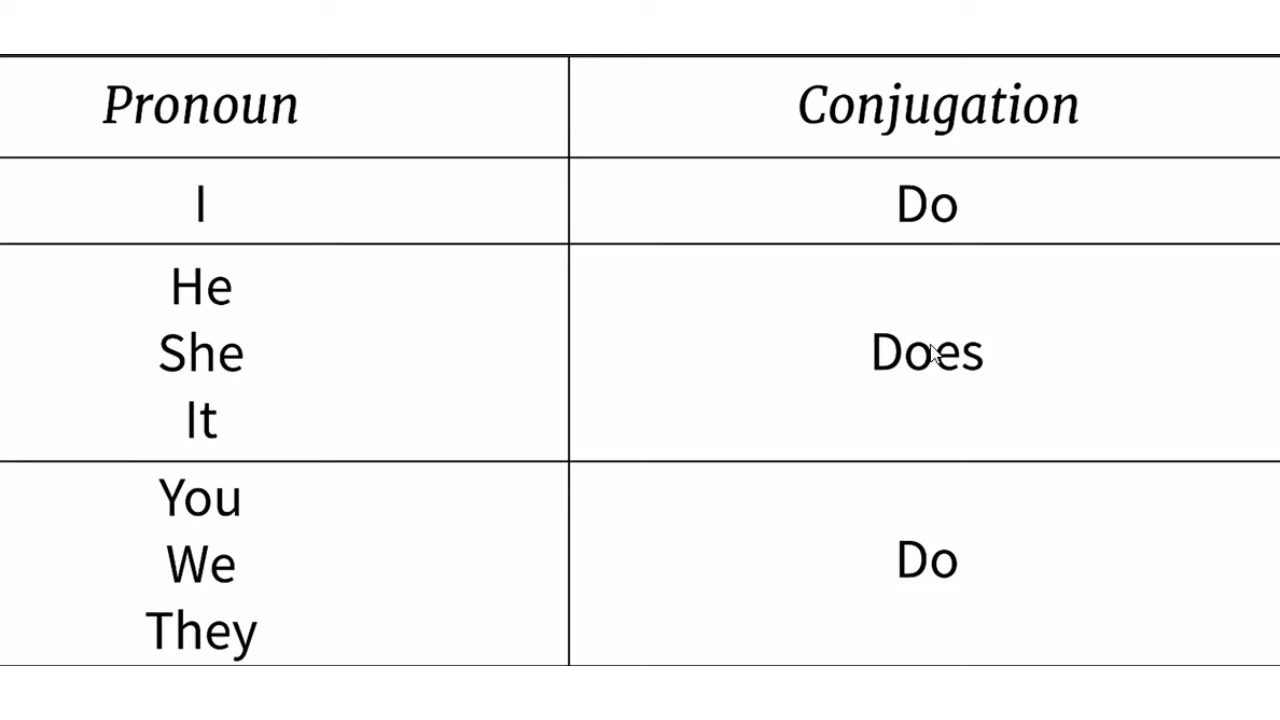 Pronoun Conjugation
I Do
He
She Does
It
You
We Do
They